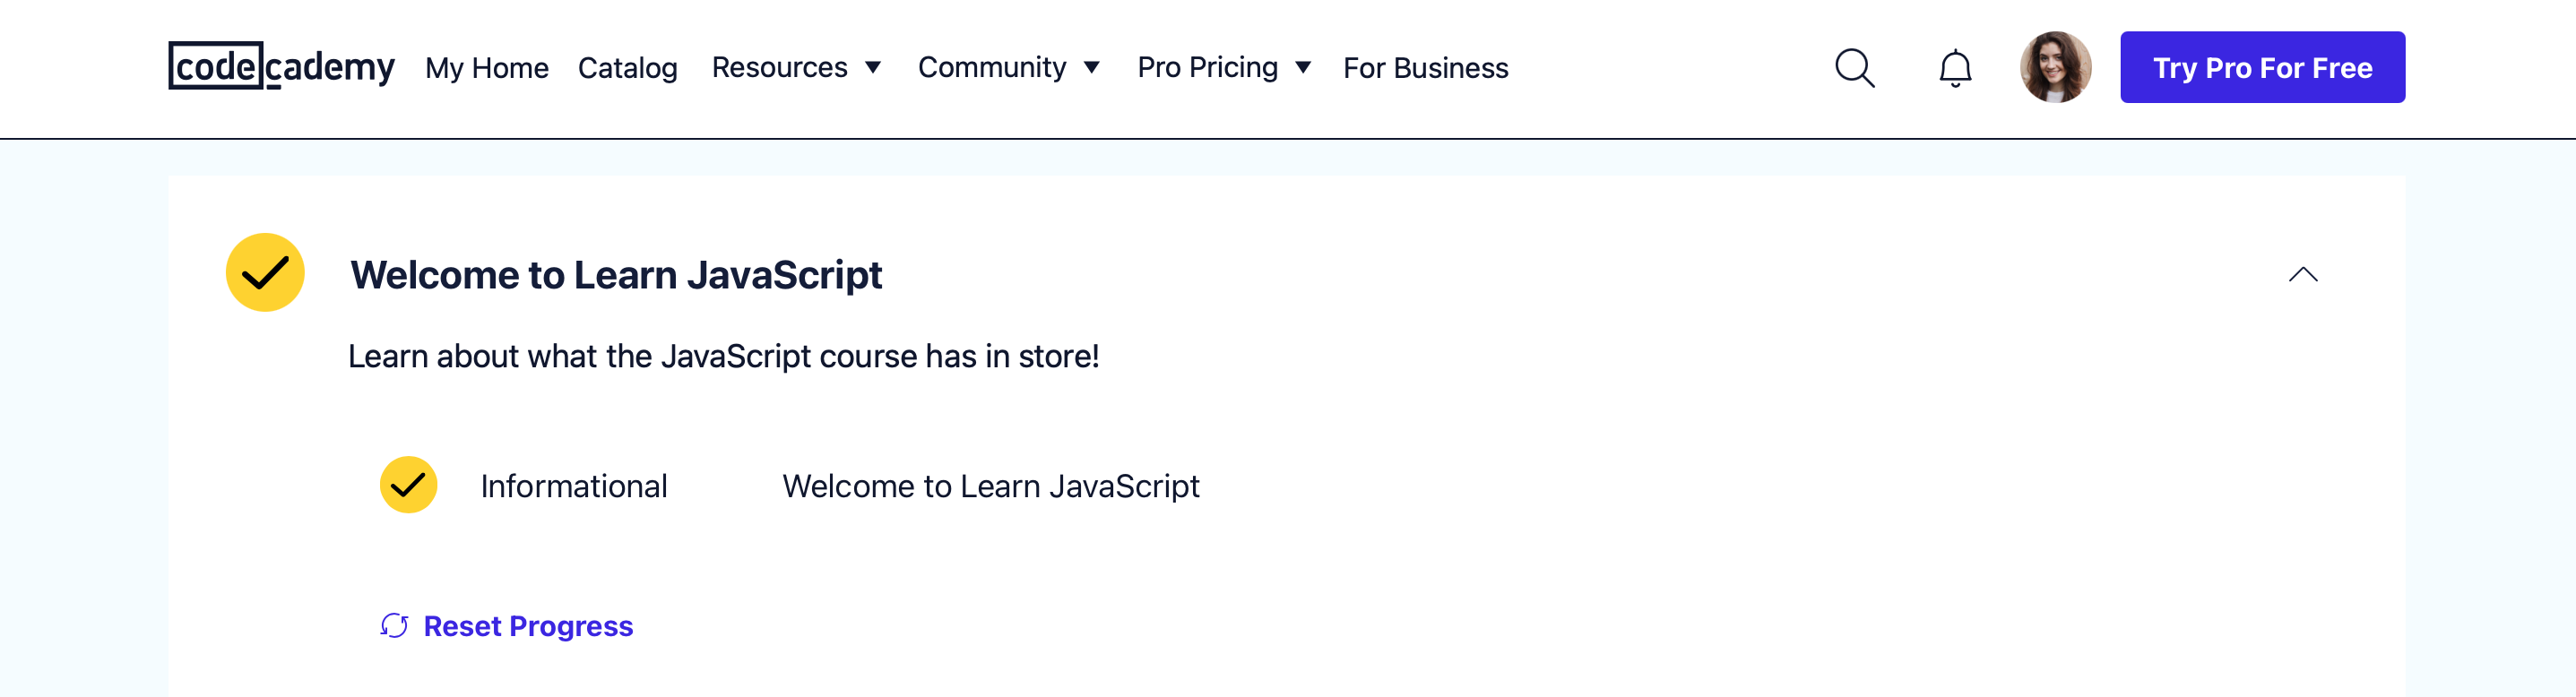 codecademy My Home Catalog Resources Community Pro Pricing For Business Try Pro For Free
Welcome to Learn JavaScript
Learn about what the JavaScript course has in store!
Informational Welcome to Learn JavaScript
Reset Progress